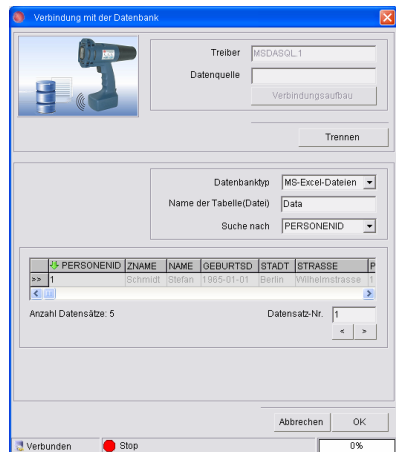 Verbindung mit der Datenbank
Treiber MSDASQL.1
Datenquelle
Verbindungsaufbau
Trennen
Datenbanktyp MS-Excel-Dateien
Name der Tabelle(Datei) Data
Suche nach PERSONENID
PERSONENID ZNAME NAME GEBURTSD STADT STRASSE P
>> 1 Schmidt Stefan 1965-01-01 Berlin Wilhelmstrasse 1
Anzahl Datensätze: 5 Datensatz-Nr. 1
< >
Abbrechen OK
Verbunden Stop 0%